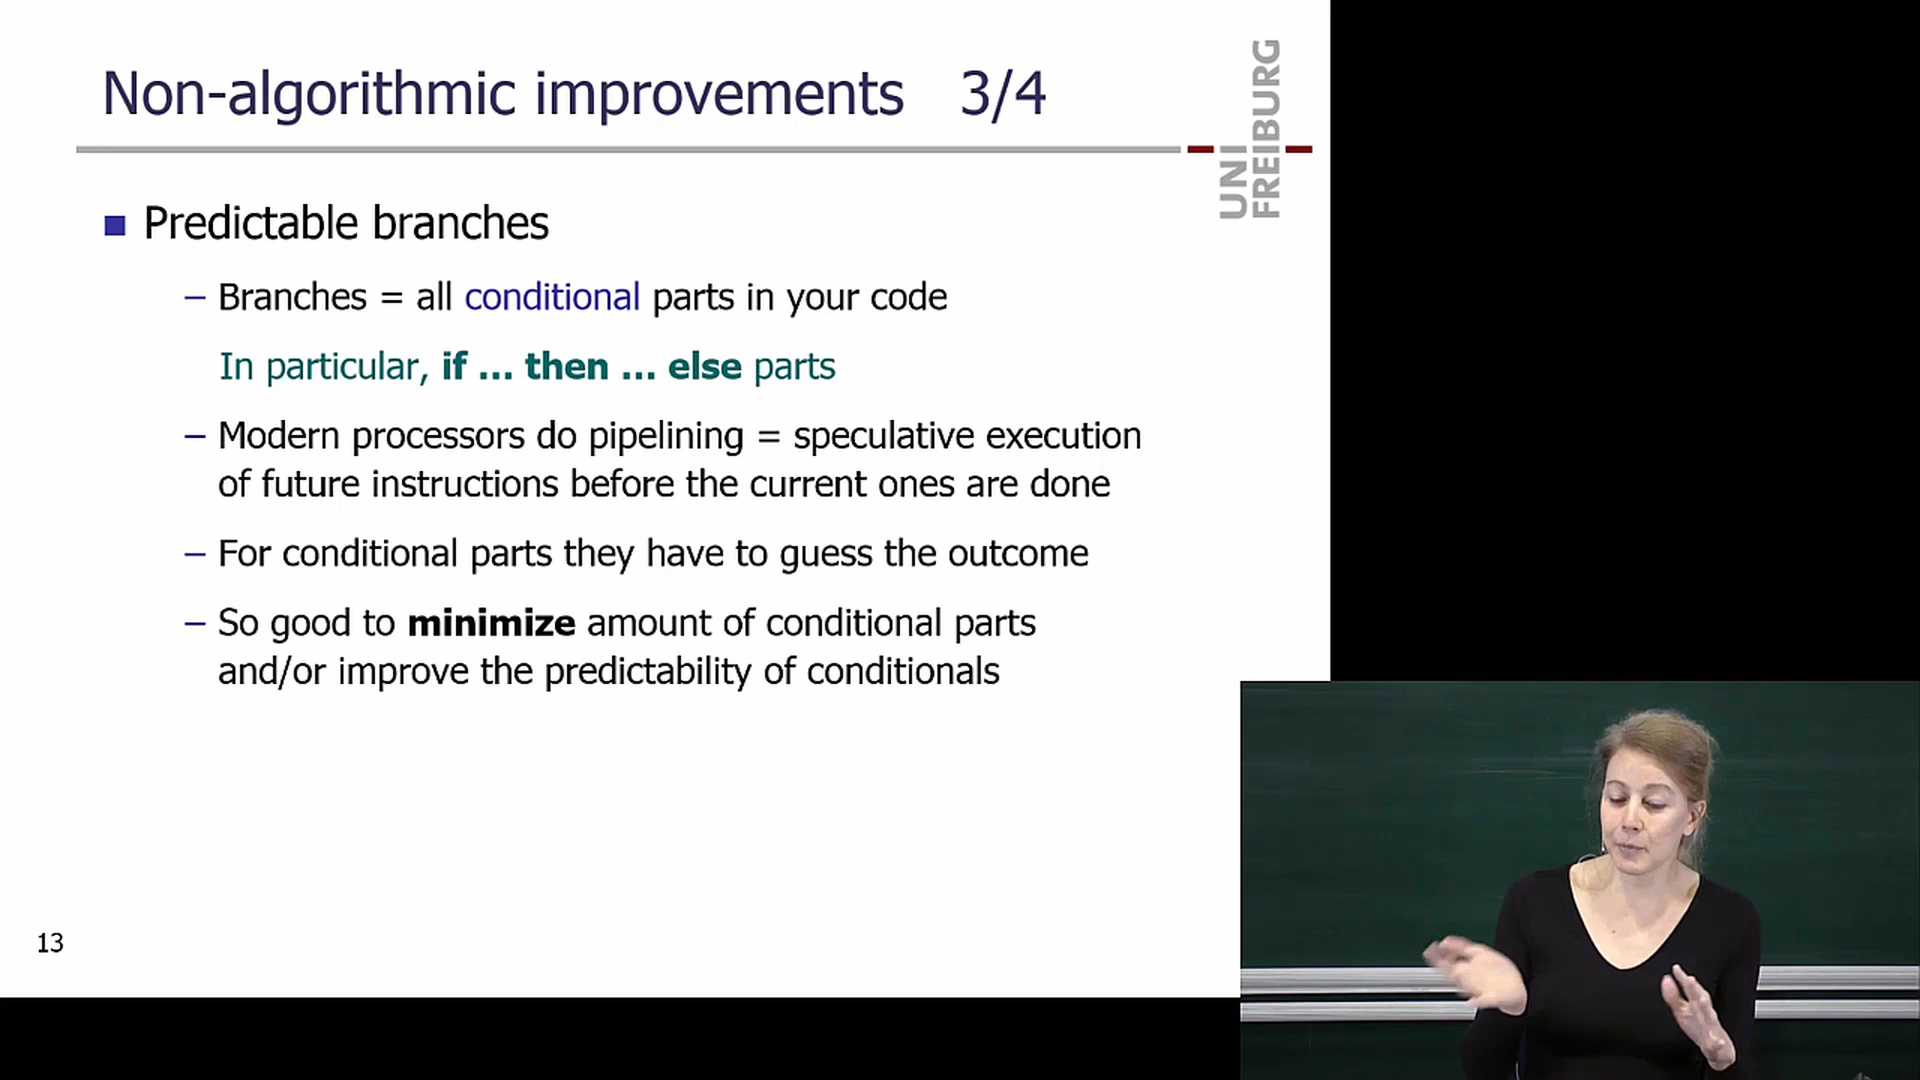 Non-algorithmic improvements 3/4
UNI
FREIBURG
Predictable branches
– Branches = all conditional parts in your code
In particular, if ... then ... else parts
– Modern processors do pipelining = speculative execution
of future instructions before the current ones are done
– For conditional parts they have to guess the outcome
– So good to minimize amount of conditional parts
and/or improve the predictability of conditionals
13